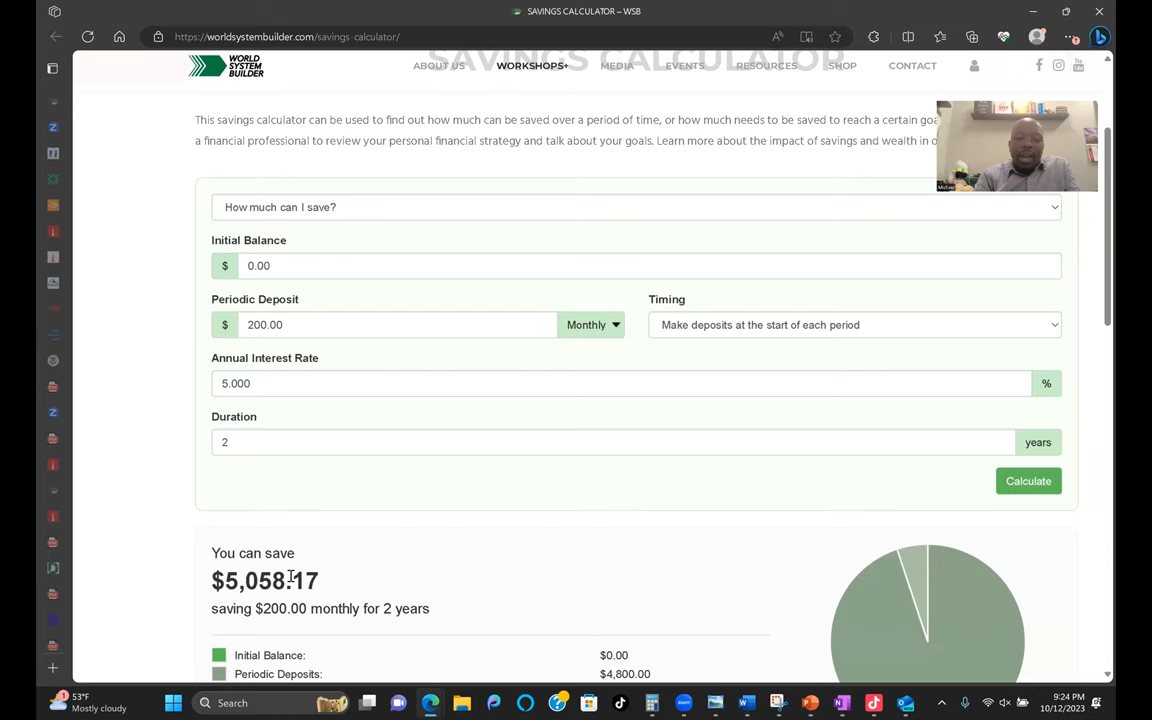 SAVINGS CALCULATOR – WSB
https://worldsystembuilder.com/savings-calculator/
SAVINGS CALCULATOR
WORLD
SYSTEM
BUILDER
ABOUT US WORKSHOPS+ MEDIA EVENTS RESOURCES SHOP CONTACT
This savings calculator can be used to find out how much can be saved over a period of time, or how much needs to be saved to reach a certain
a financial professional to review your personal financial strategy and talk about your goals. Learn more about the impact of savings and wealth in
Michael
How much can I save?
Initial Balance
$ 0.00
Periodic Deposit Timing
$ 200.00 Monthly Make deposits at the start of each period
Annual Interest Rate
5.000 %
Duration
2 years
Calculate
You can save
$5,058.17
saving $200.00 monthly for 2 years
Initial Balance: $0.00
Periodic Deposits: $4,800.00
53°F
Mostly cloudy
Search
9:24 PM
10/12/2023